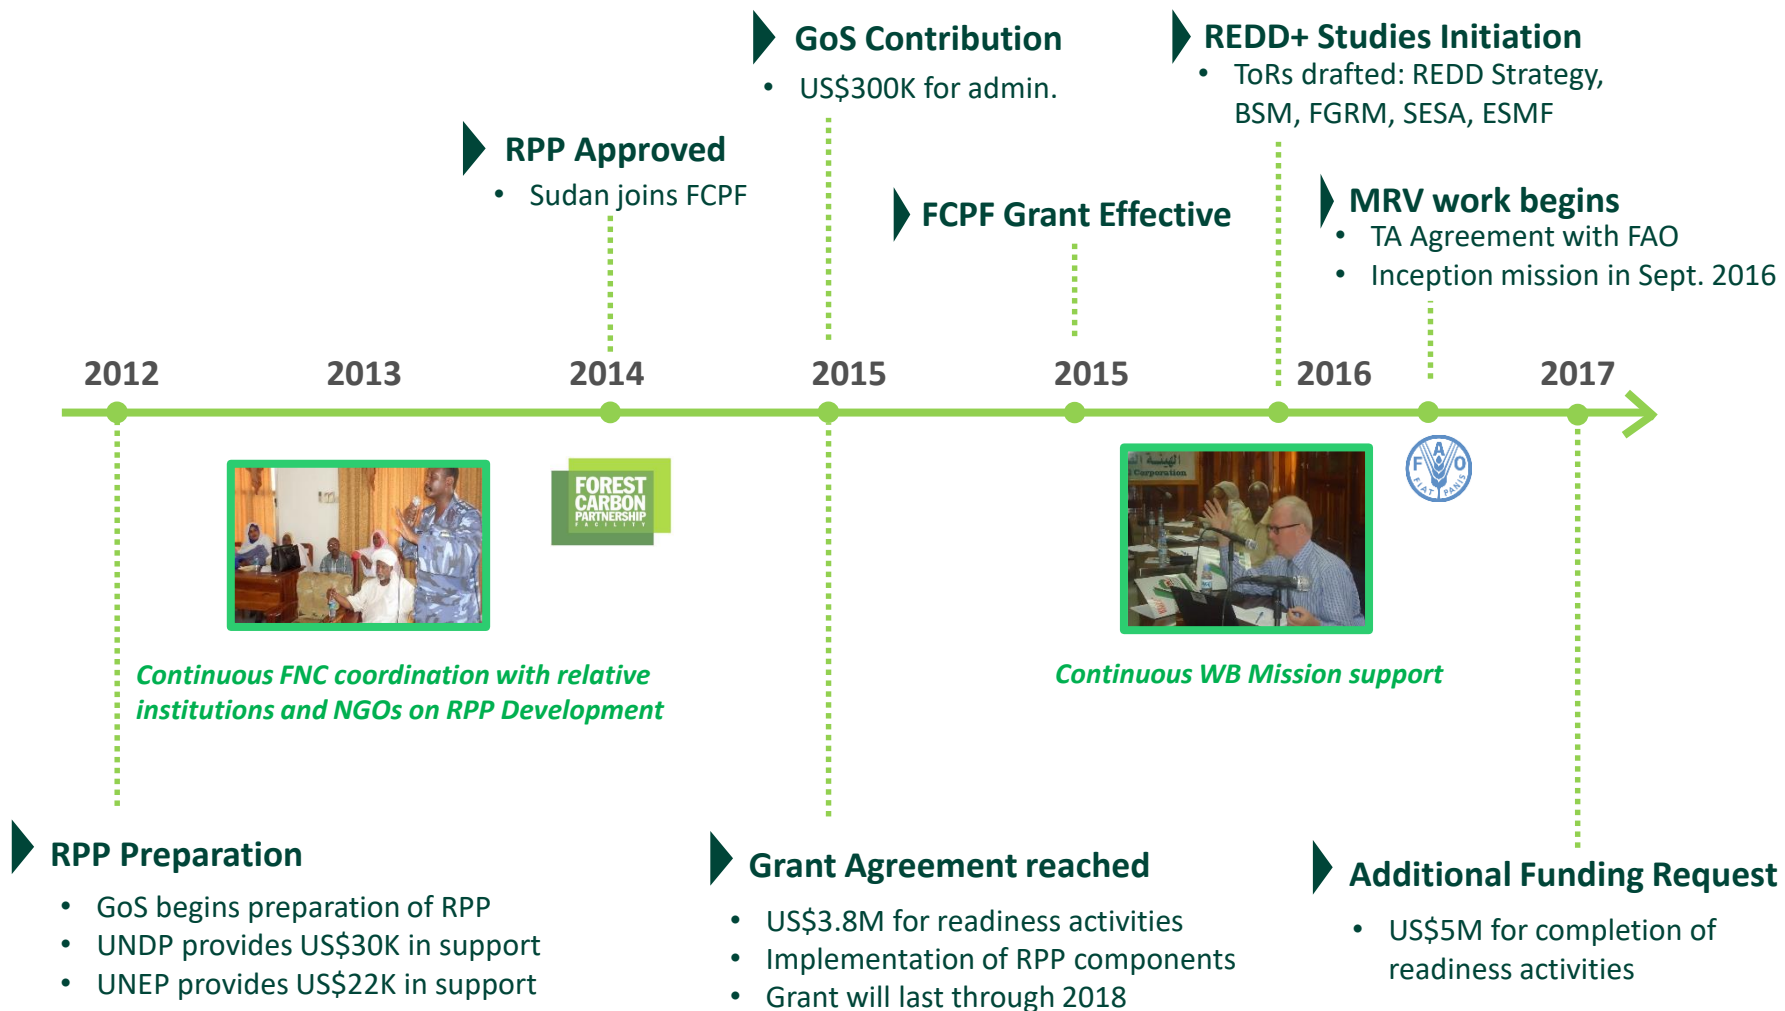 GoS Contribution
• US$300K for admin.
REDD+ Studies Initiation
• ToRs drafted: REDD Strategy,
BSM, FGRM, SESA, ESMF
RPP Approved
• Sudan joins FCPF
FCPF Grant Effective
MRV work begins
• TA Agreement with FAO
• Inception mission in Sept. 2016
2012
2013
2014
2015
2015
2016
2017
FOREST
CARBON
PARTNERSHIP
FACILITY
Corporation
F A O
FIAT PANIS
Continuous FNC coordination with relative
institutions and NGOs on RPP Development
Continuous WB Mission support
RPP Preparation
• GoS begins preparation of RPP
• UNDP provides US$30K in support
• UNEP provides US$22K in support
Grant Agreement reached
• US$3.8M for readiness activities
• Implementation of RPP components
• Grant will last through 2018
Additional Funding Request
• US$5M for completion of
readiness activities